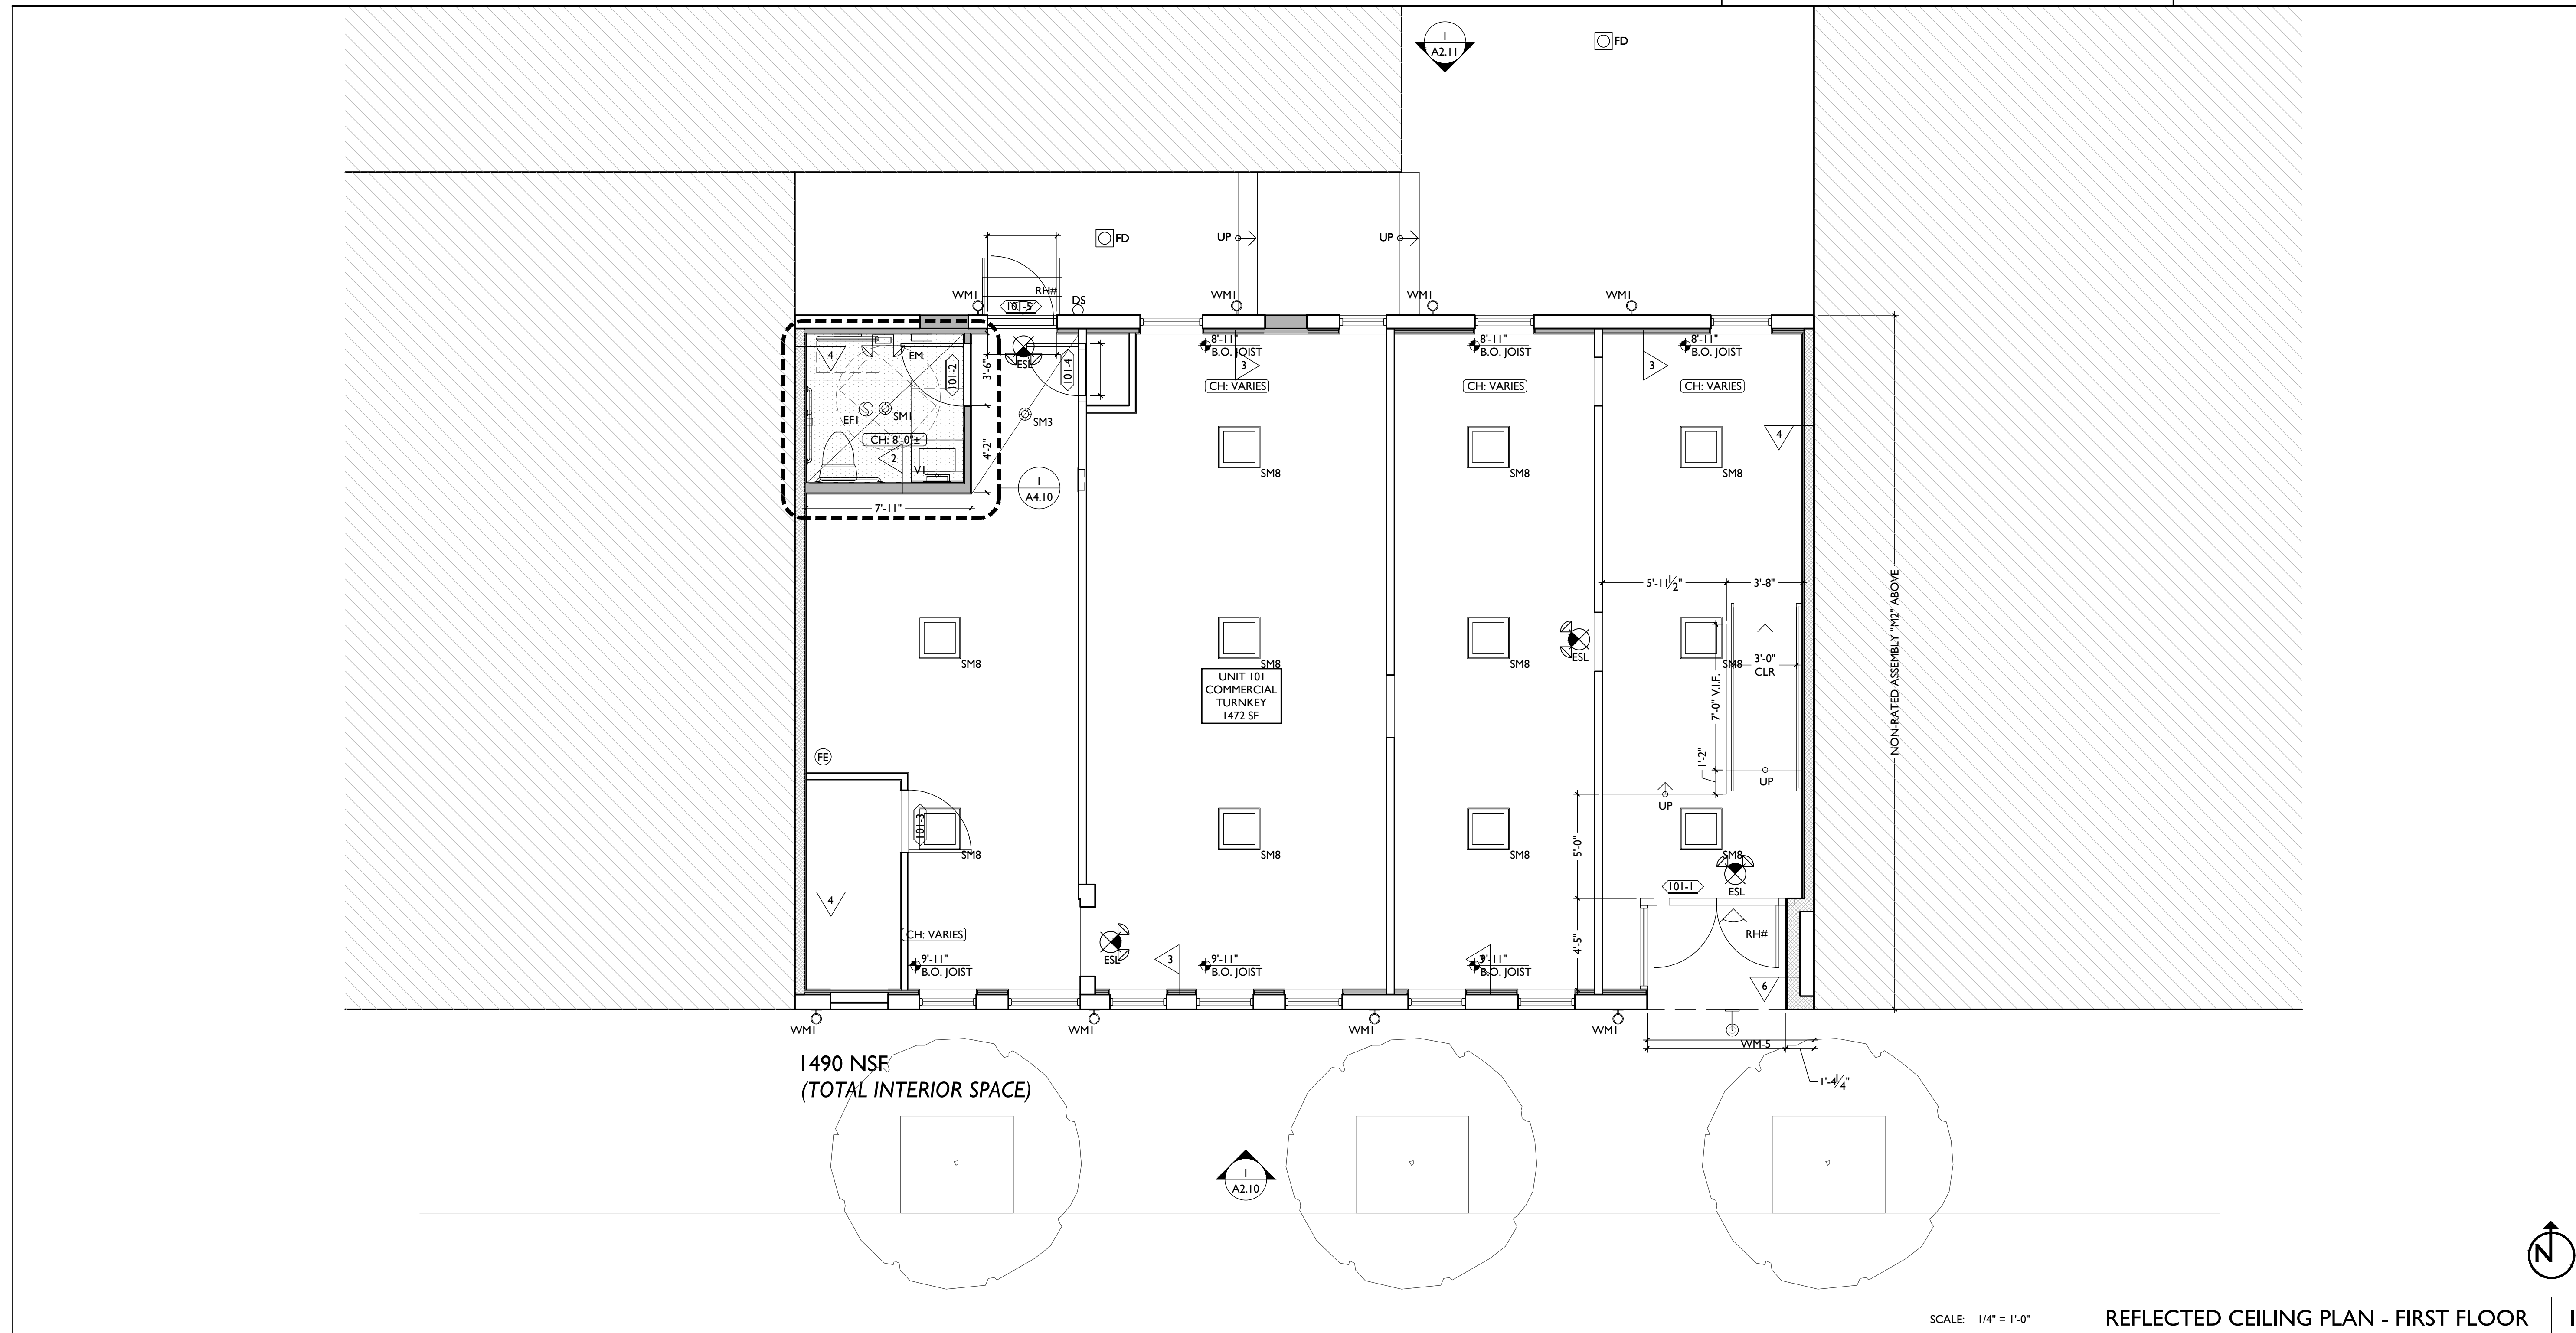 1
A2.11
FD
FD
UP
UP
WM1
RH#
101-5
DS
WM1
WM1
WM1
4
EM
101-2
3'-6"
ESL
101-4
8'-11"
B.O. JOIST
3
CH: VARIES
8'-11"
B.O. JOIST
CH: VARIES
3
8'-11"
B.O. JOIST
CH: VARIES
EF1
SM1
SM3
CH: 8'-0"±
2
V1
4'-2"
1
A4.10
7'-11"
SM8
SM8
SM8
4
5'-11 1/2"
3'-8"
NON-RATED ASSEMBLY "M2" ABOVE
SM8
SM8
SM8
ESL
SM8
3'-0"
CLR
7'-0" V.I.F.
UNIT 101
COMMERCIAL
TURNKEY
1472 SF
FE
1'-2"
UP
UP
101-3
SM8
SM8
SM8
5'-0"
SM8
ESL
101-1
4
CH: VARIES
9'-11"
B.O. JOIST
ESL
3
9'-11"
B.O. JOIST
9'-11"
B.O. JOIST
4'-5"
RH#
6
WM1
WM1
WM1
WM1
WM-5
1'-4 1/4"
1490 NSF
(TOTAL INTERIOR SPACE)
1
A2.10
N
SCALE: 1/4" = 1'-0"
REFLECTED CEILING PLAN - FIRST FLOOR
1